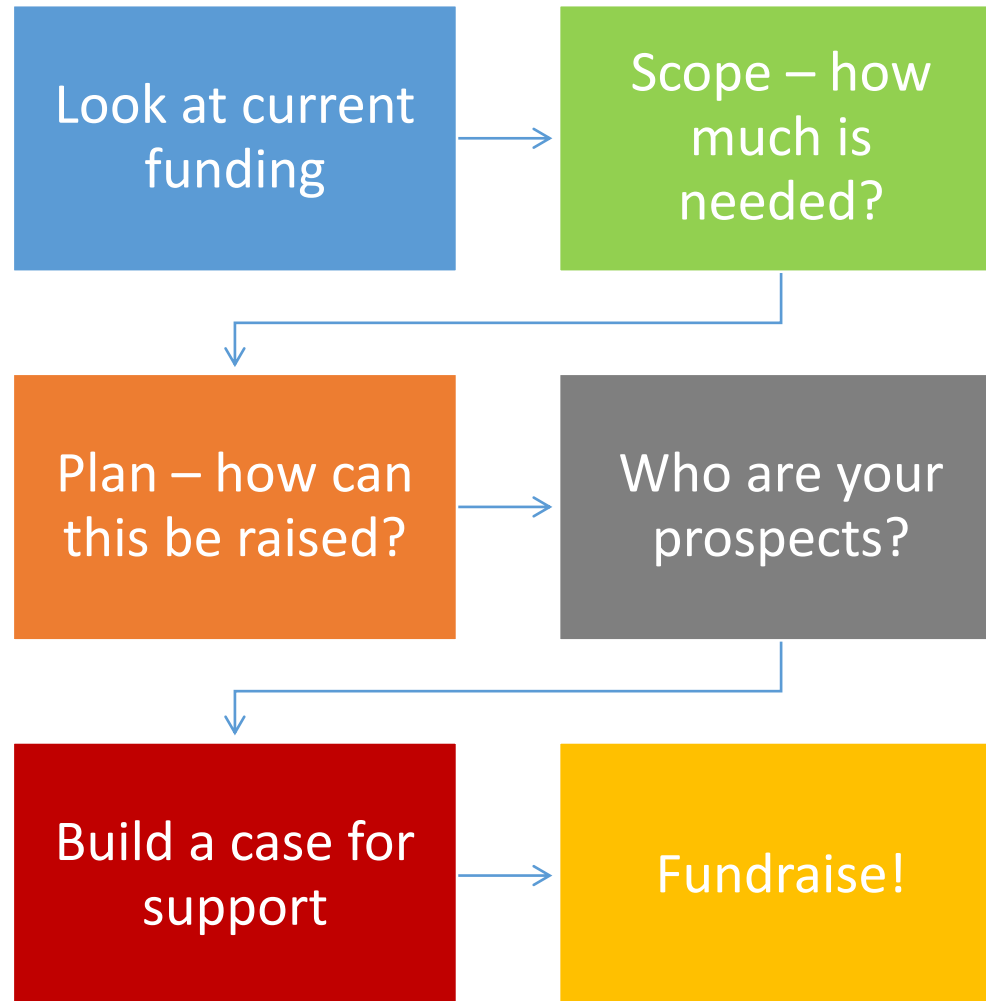 Look at current
funding
Scope – how
much is
needed?
Plan – how can
this be raised?
Who are your
prospects?
Build a case for
support
Fundraise!